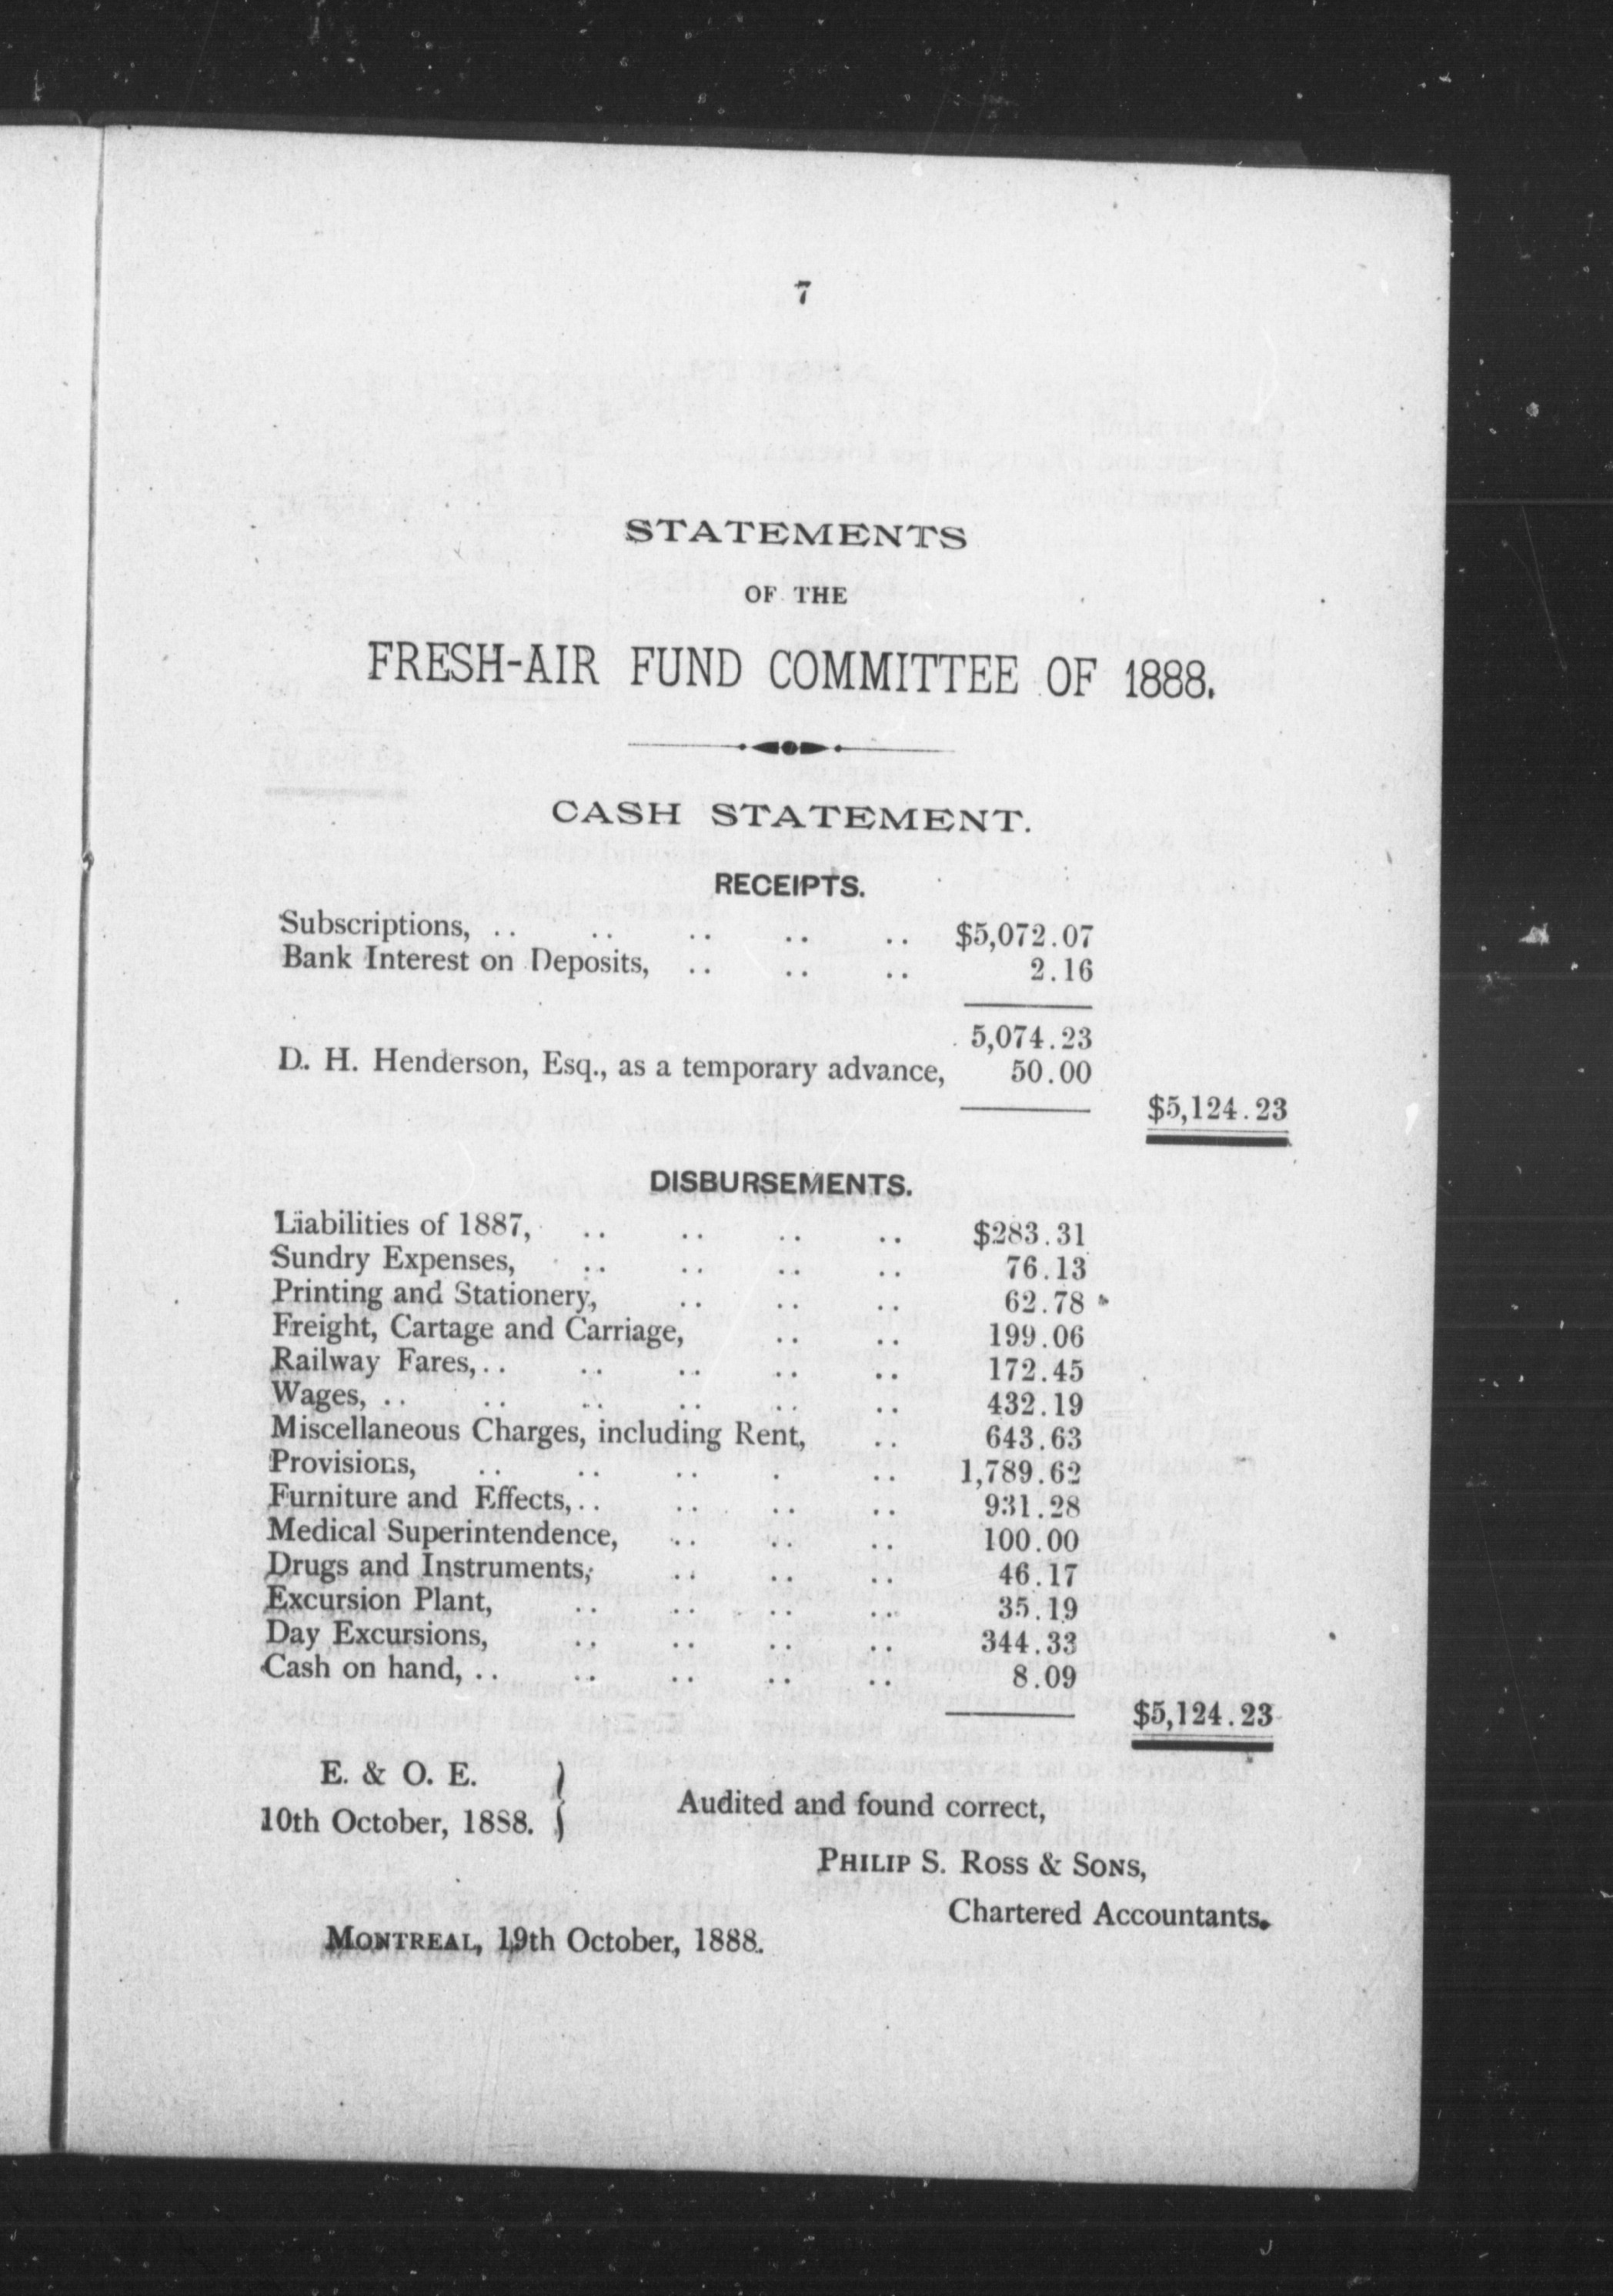 7
STATEMENTS
OF THE
FRESH-AIR FUND COMMITTEE OF 1888.
CASH STATEMENT.
RECEIPTS.
Subscriptions, .. .. .. .. .. $5,072.07
Bank Interest on Deposits, .. .. .. 2.16
5,074.23
D. H. Henderson, Esq., as a temporary advance, 50.00
$5,124.23
DISBURSEMENTS.
Liabilities of 1887, .. .. .. .. $283.31
Sundry Expenses, .. .. .. .. 76.13
Printing and Stationery, .. .. .. 62.78
Freight, Cartage and Carriage, .. .. 199.06
Railway Fares, .. .. .. .. .. 172.45
Wages, .. .. .. .. .. .. 432.19
Miscellaneous Charges, including Rent, .. 643.63
Provisions, .. .. .. . .. 1,789.62
Furniture and Effects, .. .. .. .. 931.28
Medical Superintendence, .. .. .. 100.00
Drugs and Instruments, .. .. .. 46.17
Excursion Plant, .. .. .. .. 35.19
Day Excursions, .. .. .. .. 344.33
Cash on hand, .. .. .. .. .. 8.09
$5,124.23
E. & O. E.
10th October, 1888. }
Audited and found correct,
PHILIP S. ROSS & SONS,
Chartered Accountants.
MONTREAL, 19th October, 1888.